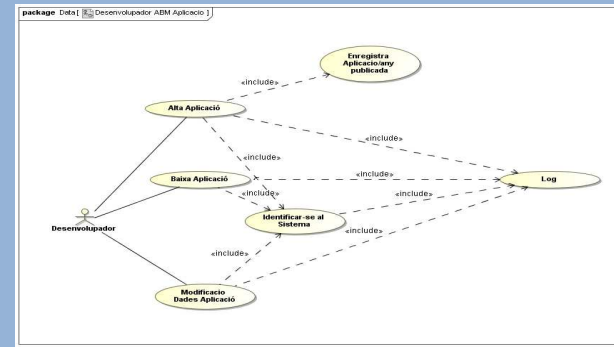 package Data [ Desenvolupador ABM Aplicacio ]
Enregistra
Aplicacio/any
publicada
«include»
Alta Aplicació
«include»
«include»
Baixa Aplicació
«include»
Log
«include»
«include»
Identificar-se al
Sistema
Desenvolupador
«include»
«include»
Modificacio
Dades Aplicació